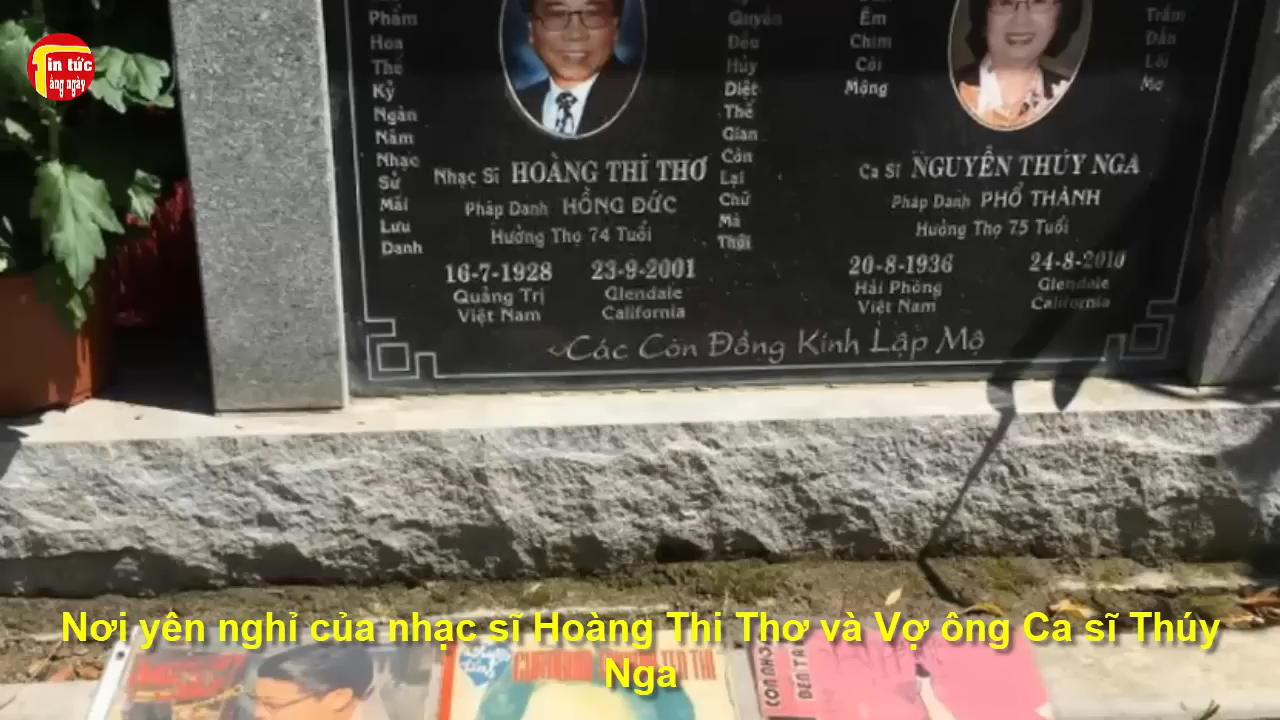 Tin tức
hàng ngày
Phẩm
Hoa
Thế
Kỷ
Ngàn
Năm
Nhạc
Sử
Mãi
Lưu
Danh
Nhạc Sĩ HOÀNG THI THƠ
Pháp Danh HỒNG ĐỨC
Hưởng Thọ 74 Tuổi
16-7-1928 23-9-2001
Quảng Trị Glendale
Việt Nam California
Quyền
Đều
Hủy
Diệt
Thế
Gian
Còn
Lại
Chữ
Mà
Thôi
Êm
Chim
Cõi
Mộng
Ca Sĩ NGUYỄN THÚY NGA
Pháp Danh PHỔ THÀNH
Hưởng Thọ 75 Tuổi
20-8-1936 24-8-2010
Hải Phòng Glendale
Việt Nam California
Trầm
Dẫn
Lối
Mơ
Các Con Đồng Kính Lập Mộ
Nơi yên nghỉ của nhạc sĩ Hoàng Thi Thơ và Vợ ông Ca sĩ Thúy
Nga